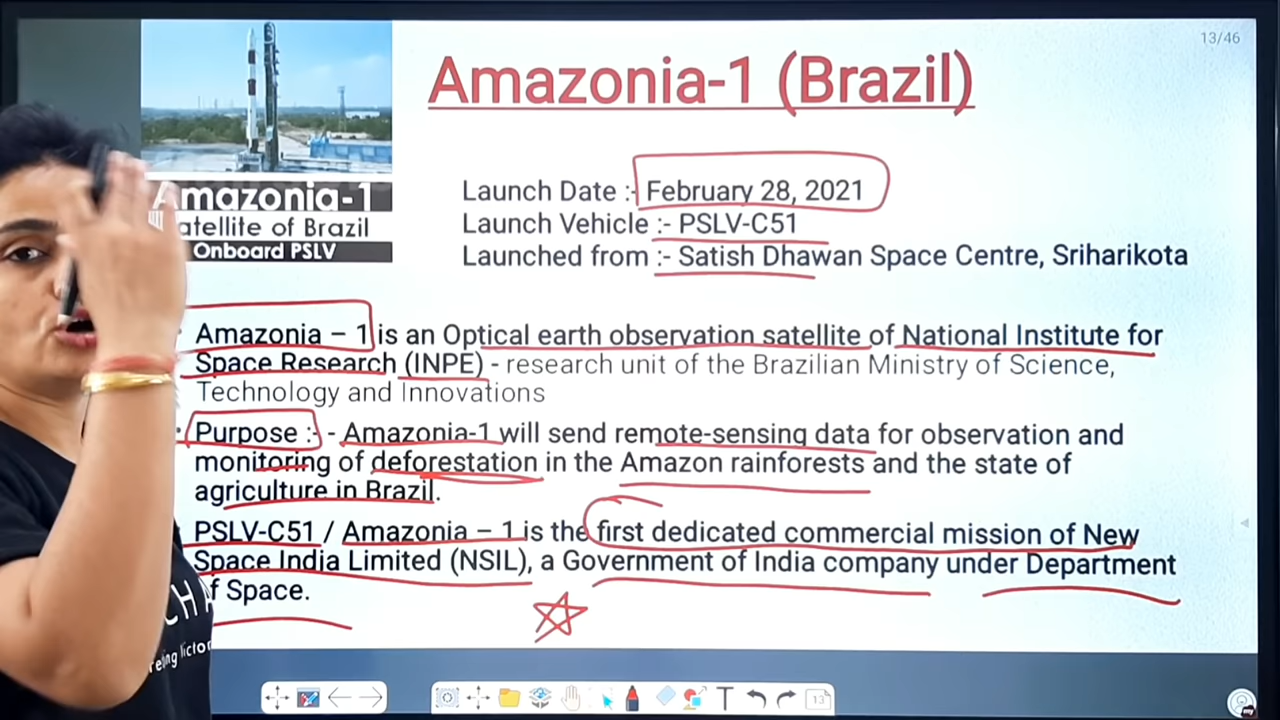 13/46
Amazonia-1 (Brazil)
Amazonia-1
atellite of Brazil
Onboard PSLV
Launch Date :- February 28, 2021
Launch Vehicle :- PSLV-C51
Launched from :- Satish Dhawan Space Centre, Sriharikota
Amazonia – 1 is an Optical earth observation satellite of National Institute for
Space Research (INPE) - research unit of the Brazilian Ministry of Science,
Technology and Innovations
Purpose :- - Amazonia-1 will send remote-sensing data for observation and
monitoring of deforestation in the Amazon rainforests and the state of
agriculture in Brazil.
PSLV-C51 / Amazonia – 1 is the first dedicated commercial mission of New
Space India Limited (NSIL), a Government of India company under Department
f Space.
13